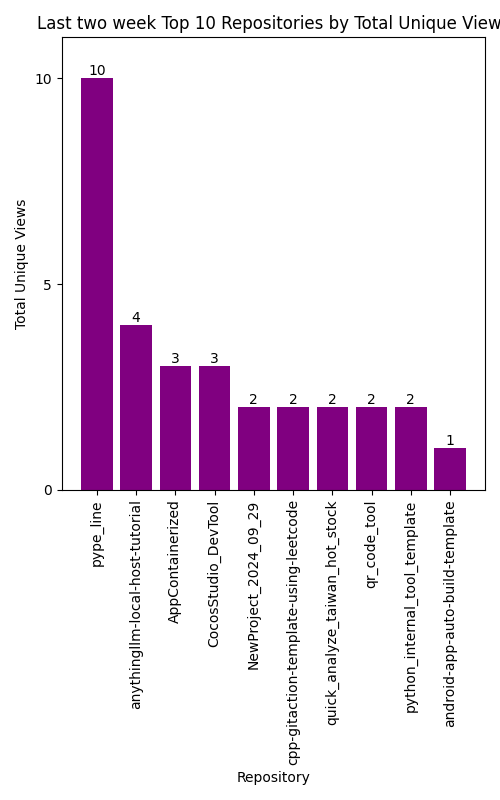 Last two week Top 10 Repositories by Total Unique View
10
4
3
3
2
2
2
2
2
1
10
5
0
Total Unique Views
pype_line
anythingllm-local-host-tutorial
AppContainerized
CocosStudio_DevTool
NewProject_2024_09_29
cpp-gitaction-template-using-leetcode
quick_analyze_taiwan_hot_stock
qr_code_tool
python_internal_tool_template
android-app-auto-build-template
Repository